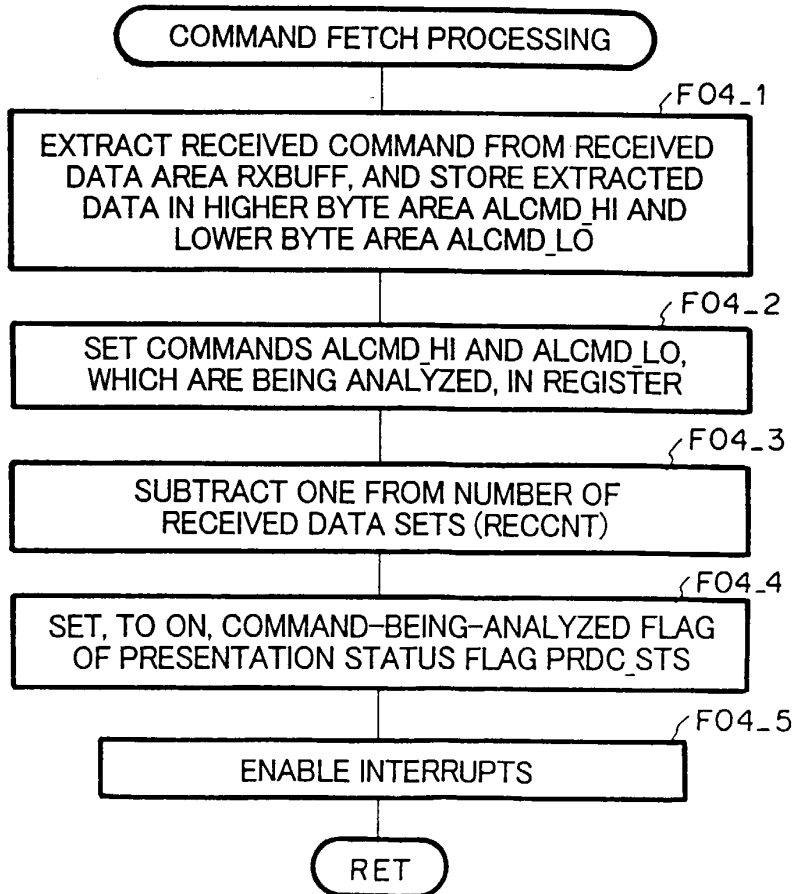 COMMAND FETCH PROCESSING
F04_1
EXTRACT RECEIVED COMMAND FROM RECEIVED
DATA AREA RXBUFF, AND STORE EXTRACTED
DATA IN HIGHER BYTE AREA ALCMD_HI AND
LOWER BYTE AREA ALCMD_LO
F04_2
SET COMMANDS ALCMD_HI AND ALCMD_LO,
WHICH ARE BEING ANALYZED, IN REGISTER
F04_3
SUBTRACT ONE FROM NUMBER OF
RECEIVED DATA SETS (RECCNT)
F04_4
SET, TO ON, COMMAND-BEING-ANALYZED FLAG
OF PRESENTATION STATUS FLAG PRDC_STS
F04_5
ENABLE INTERRUPTS
RET